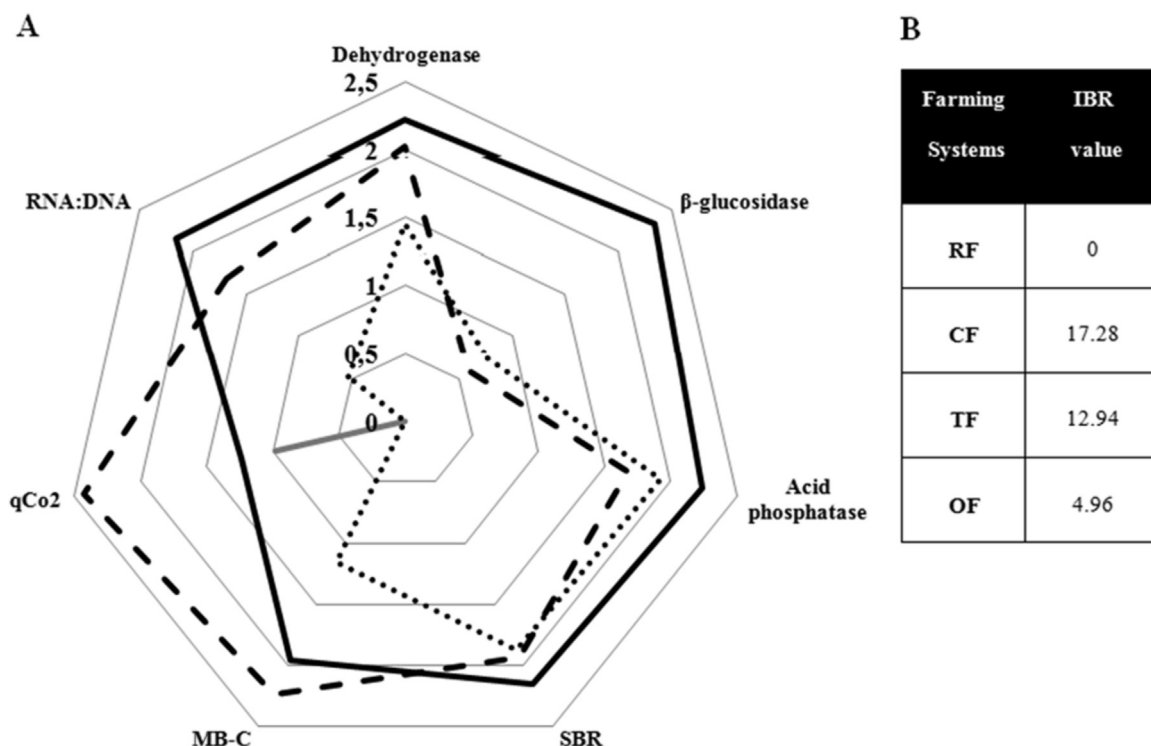 A
B
Dehydrogenase
2,5
2
1,5
1
0,5
0
β-glucosidase
Acid
phosphatase
SBR
MB-C
qCo2
RNA:DNA
Farming
Systems
IBR
value
RF
0
CF
17.28
TF
12.94
OF
4.96